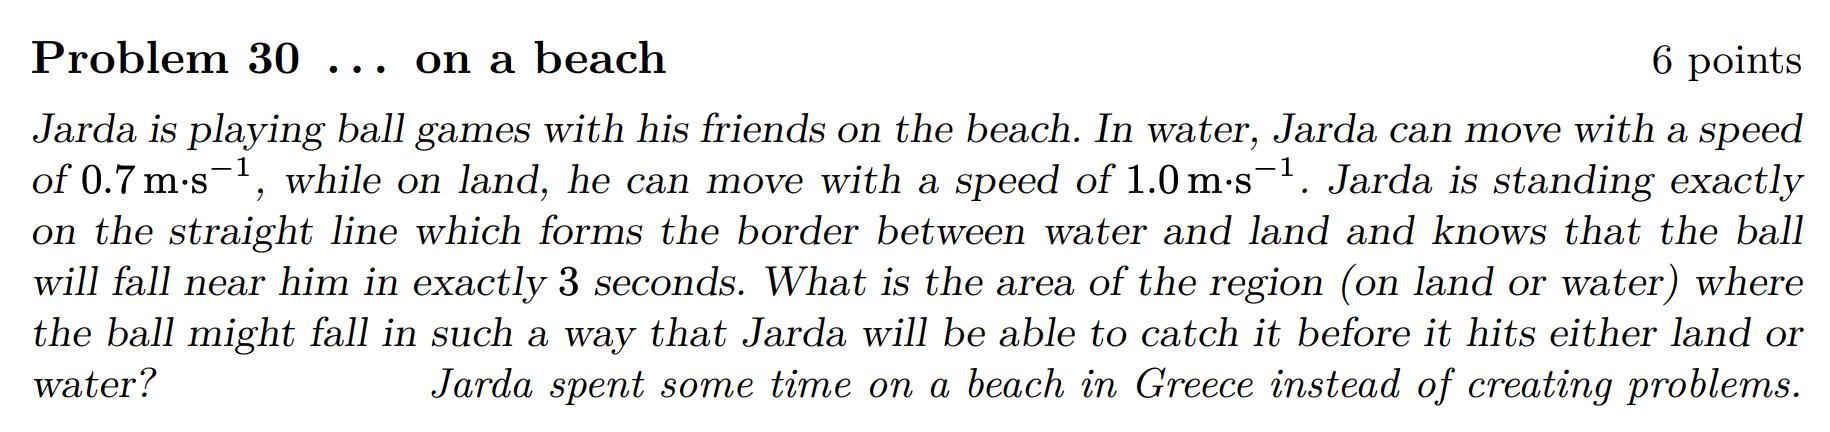 Problem 30 ... on a beach 6 points
Jarda is playing ball games with his friends on the beach. In water, Jarda can move with a speed
of 0.7 m·s⁻¹, while on land, he can move with a speed of 1.0 m·s⁻¹. Jarda is standing exactly
on the straight line which forms the border between water and land and knows that the ball
will fall near him in exactly 3 seconds. What is the area of the region (on land or water) where
the ball might fall in such a way that Jarda will be able to catch it before it hits either land or
water? Jarda spent some time on a beach in Greece instead of creating problems.